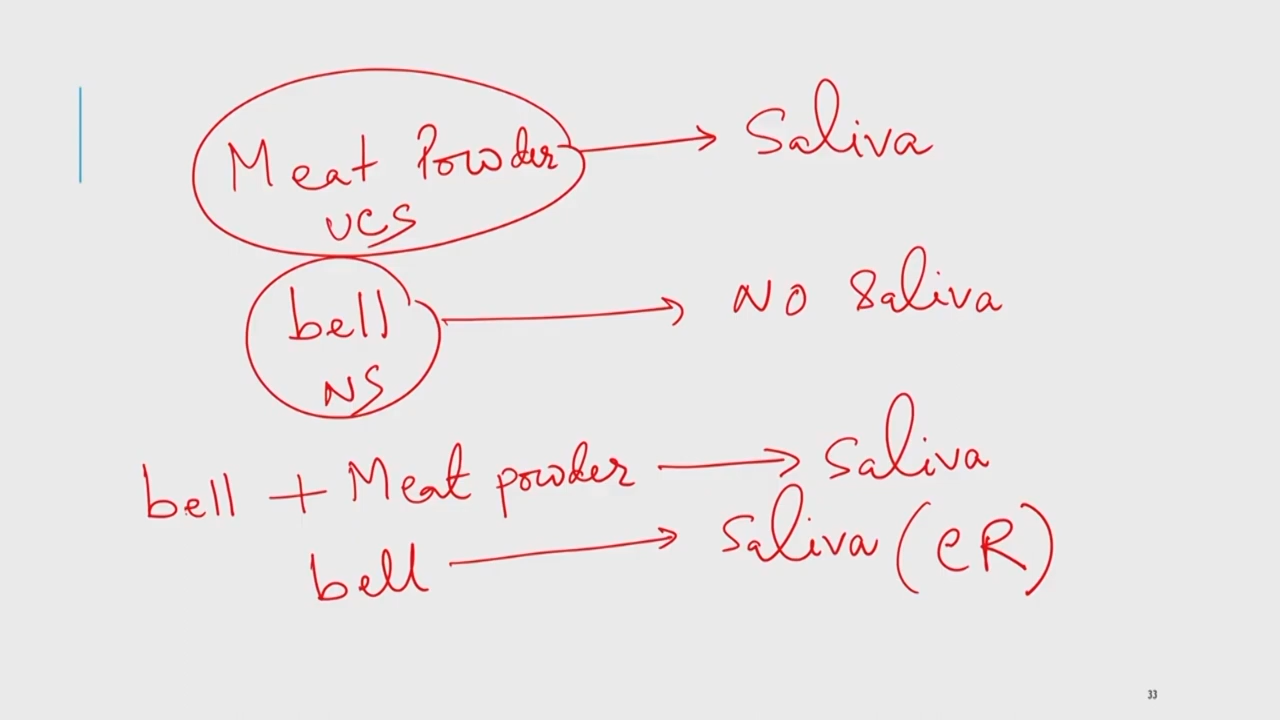 Meat Powder → Saliva
UCS
bell → NO Saliva
NS
bell + Meat powder → Saliva
bell → Saliva (CR)
33